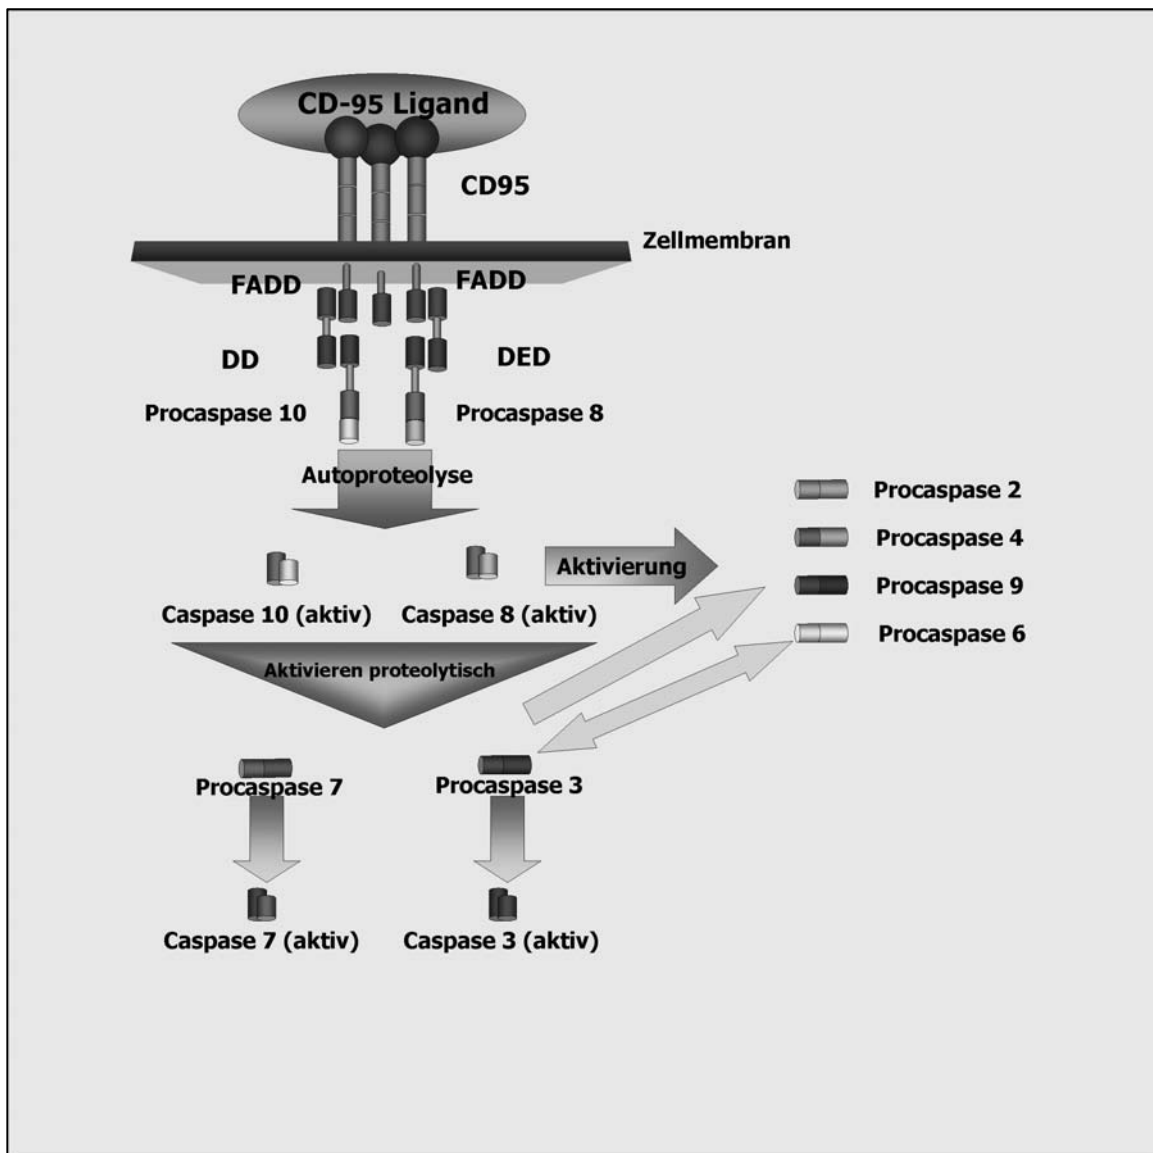 CD-95 Ligand
CD95
Zellmembran
FADD
FADD
DD
DED
Procaspase 10
Procaspase 8
Autoproteolyse
Procaspase 2
Procaspase 4
Aktivierung
Procaspase 9
Caspase 10 (aktiv)
Caspase 8 (aktiv)
Procaspase 6
Aktivieren proteolytisch
Procaspase 7
Procaspase 3
Caspase 7 (aktiv)
Caspase 3 (aktiv)